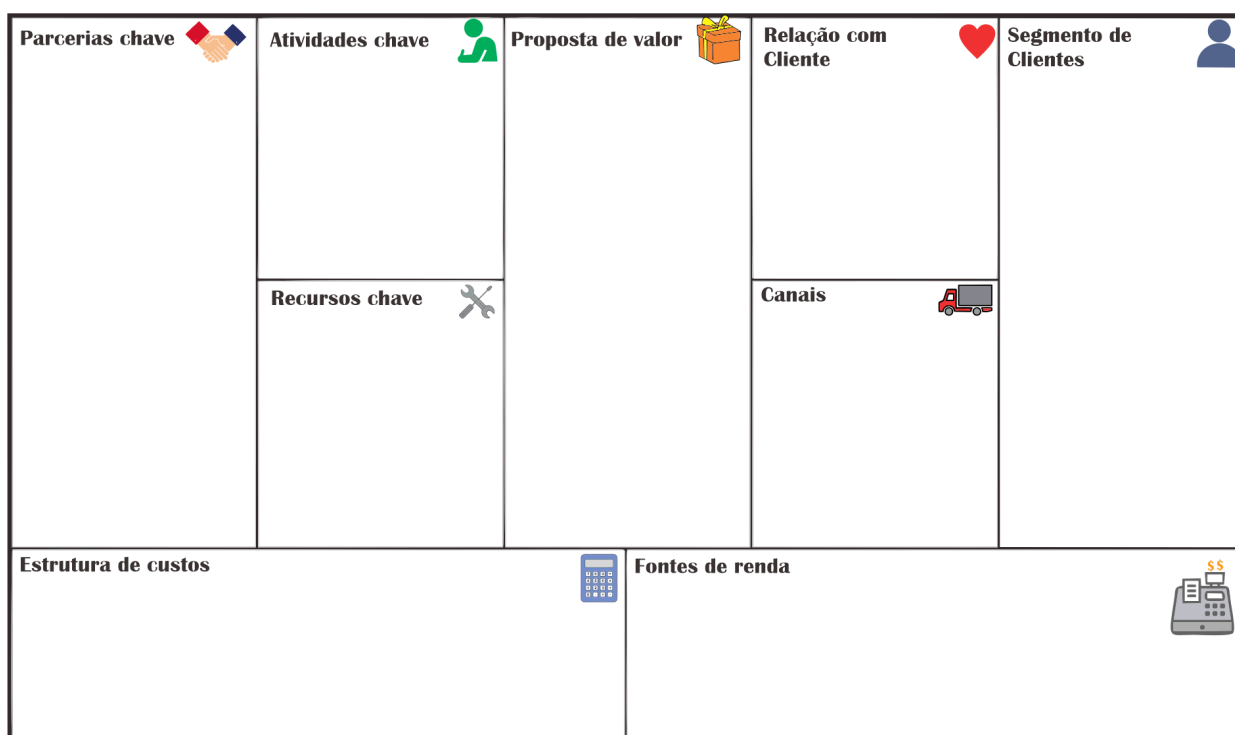 Parcerias chave
Atividades chave
Proposta de valor
Relação com
Cliente
Segmento de
Clientes
Recursos chave
Canais
Estrutura de custos
Fontes de renda
$$